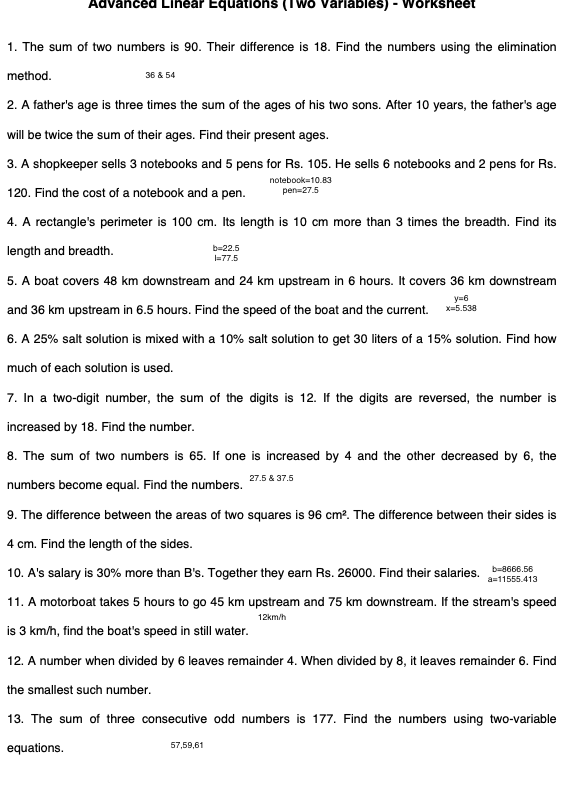 Advanced Linear Equations (Two Variables) - Worksheet
1. The sum of two numbers is 90. Their difference is 18. Find the numbers using the elimination
method. 36 & 54
2. A father's age is three times the sum of the ages of his two sons. After 10 years, the father's age
will be twice the sum of their ages. Find their present ages.
3. A shopkeeper sells 3 notebooks and 5 pens for Rs. 105. He sells 6 notebooks and 2 pens for Rs.
120. Find the cost of a notebook and a pen. notebook=10.83
pen=27.5
4. A rectangle's perimeter is 100 cm. Its length is 10 cm more than 3 times the breadth. Find its
length and breadth. b=22.5
l=77.5
5. A boat covers 48 km downstream and 24 km upstream in 6 hours. It covers 36 km downstream
and 36 km upstream in 6.5 hours. Find the speed of the boat and the current. y=6
x=5.538
6. A 25% salt solution is mixed with a 10% salt solution to get 30 liters of a 15% solution. Find how
much of each solution is used.
7. In a two-digit number, the sum of the digits is 12. If the digits are reversed, the number is
increased by 18. Find the number.
8. The sum of two numbers is 65. If one is increased by 4 and the other decreased by 6, the
numbers become equal. Find the numbers. 27.5 & 37.5
9. The difference between the areas of two squares is 96 cm². The difference between their sides is
4 cm. Find the length of the sides.
10. A's salary is 30% more than B's. Together they earn Rs. 26000. Find their salaries. b=8666.56
a=11555.413
11. A motorboat takes 5 hours to go 45 km upstream and 75 km downstream. If the stream's speed
is 3 km/h, find the boat's speed in still water. 12km/h
12. A number when divided by 6 leaves remainder 4. When divided by 8, it leaves remainder 6. Find
the smallest such number.
13. The sum of three consecutive odd numbers is 177. Find the numbers using two-variable
equations. 57,59,61